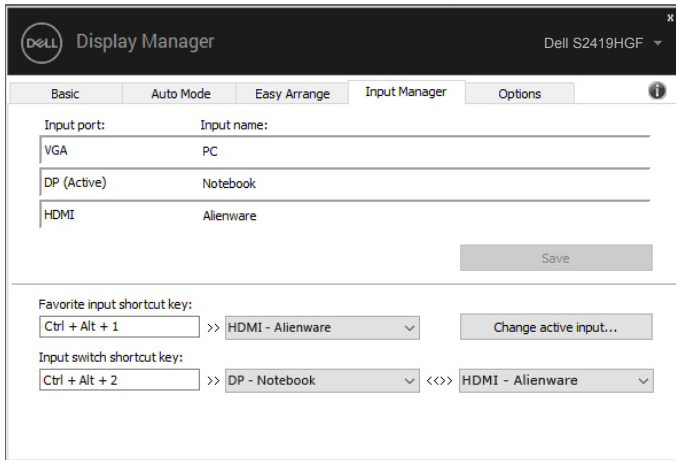 x
DELL Display Manager Dell S2419HGF
Basic Auto Mode Easy Arrange Input Manager Options i
Input port: Input name:
VGA PC
DP (Active) Notebook
HDMI Alienware
Save
Favorite input shortcut key:
Ctrl + Alt + 1 >> HDMI - Alienware Change active input...
Input switch shortcut key:
Ctrl + Alt + 2 >> DP - Notebook <<>> HDMI - Alienware